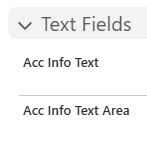 Text Fields
Acc Info Text
Acc Info Text Area